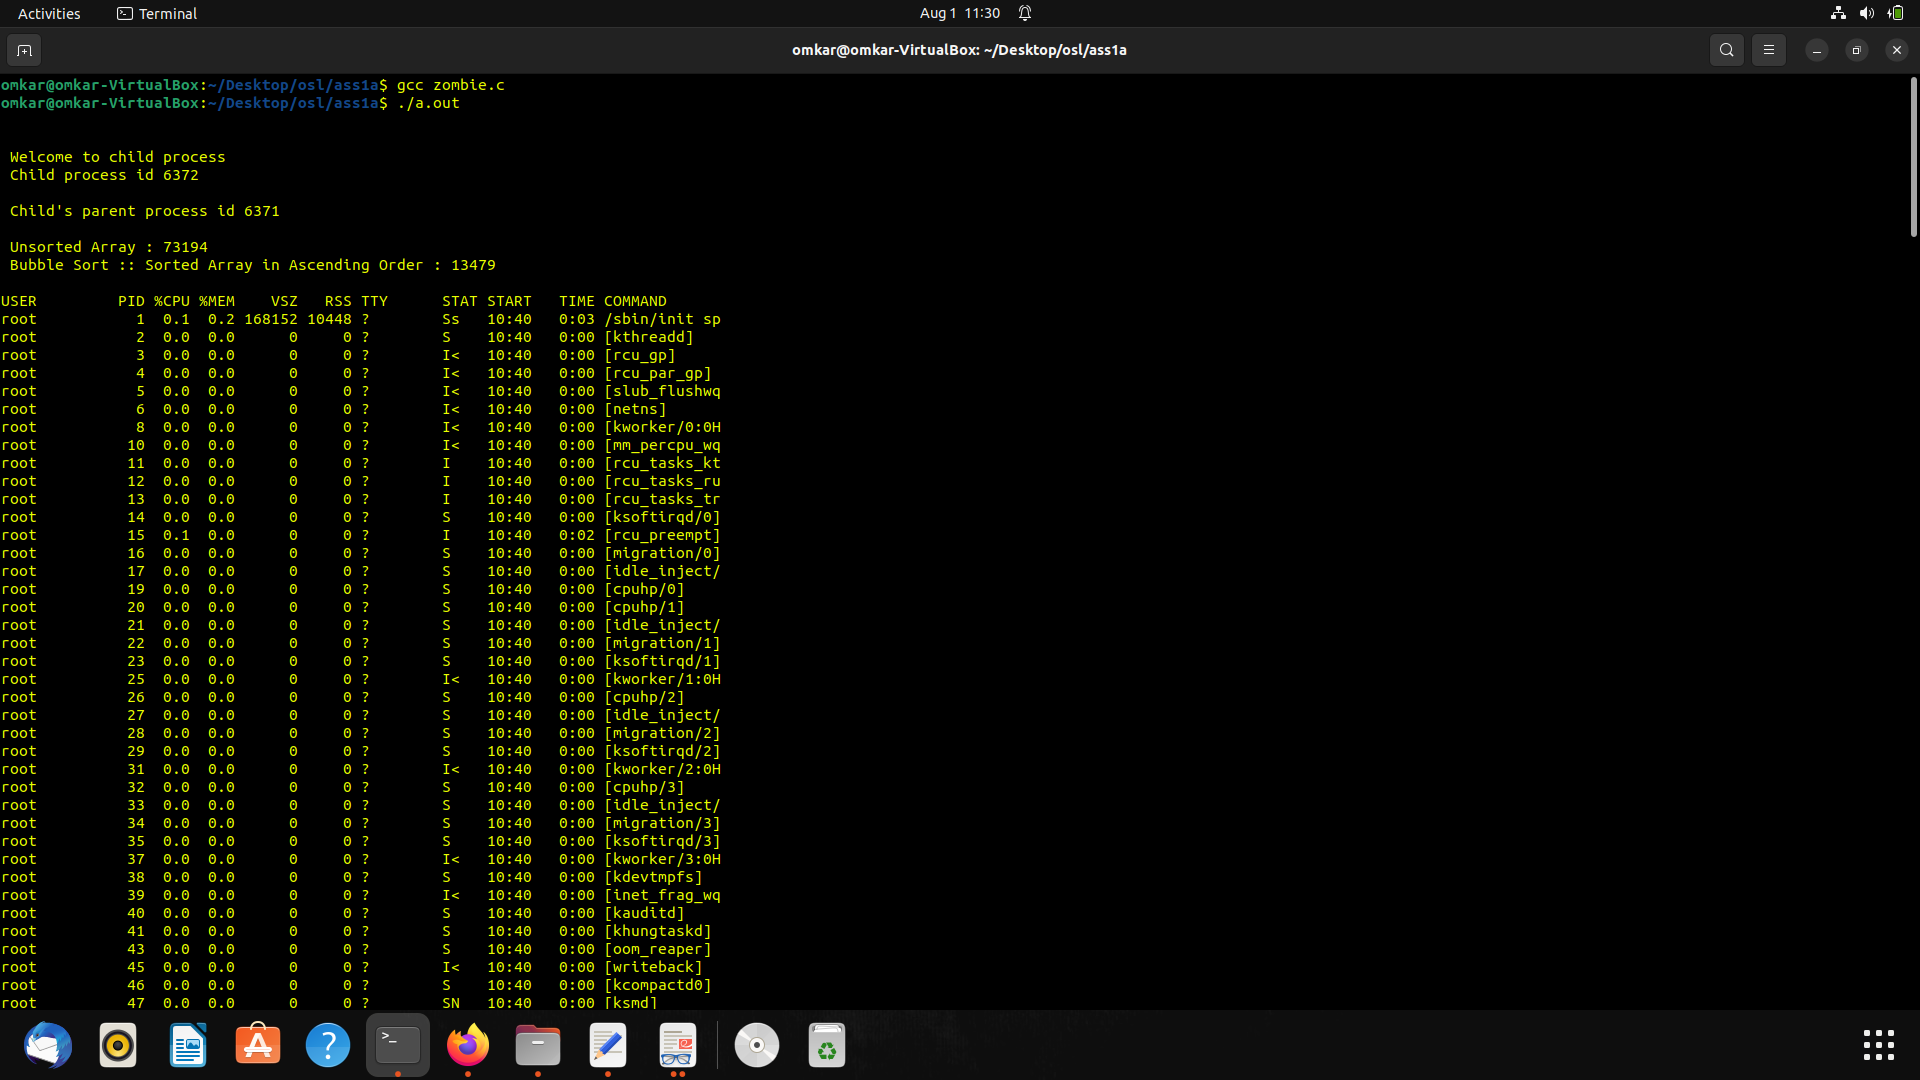 Activities Terminal Aug 1 11:30
omkar@omkar-VirtualBox: ~/Desktop/osl/ass1a
omkar@omkar-VirtualBox:~/Desktop/osl/ass1a$ gcc zombie.c
omkar@omkar-VirtualBox:~/Desktop/osl/ass1a$ ./a.out
Welcome to child process
Child process id 6372
Child's parent process id 6371
Unsorted Array : 73194
Bubble Sort :: Sorted Array in Ascending Order : 13479
USER PID %CPU %MEM VSZ RSS TTY STAT START TIME COMMAND
root 1 0.1 0.2 168152 10448 ? Ss 10:40 0:03 /sbin/init sp
root 2 0.0 0.0 0 0 ? S 10:40 0:00 [kthreadd]
root 3 0.0 0.0 0 0 ? I< 10:40 0:00 [rcu_gp]
root 4 0.0 0.0 0 0 ? I< 10:40 0:00 [rcu_par_gp]
root 5 0.0 0.0 0 0 ? I< 10:40 0:00 [slub_flushwq
root 6 0.0 0.0 0 0 ? I< 10:40 0:00 [netns]
root 8 0.0 0.0 0 0 ? I< 10:40 0:00 [kworker/0:0H
root 10 0.0 0.0 0 0 ? I< 10:40 0:00 [mm_percpu_wq
root 11 0.0 0.0 0 0 ? I 10:40 0:00 [rcu_tasks_kt
root 12 0.0 0.0 0 0 ? I 10:40 0:00 [rcu_tasks_ru
root 13 0.0 0.0 0 0 ? I 10:40 0:00 [rcu_tasks_tr
root 14 0.0 0.0 0 0 ? S 10:40 0:00 [ksoftirqd/0]
root 15 0.1 0.0 0 0 ? I 10:40 0:02 [rcu_preempt]
root 16 0.0 0.0 0 0 ? S 10:40 0:00 [migration/0]
root 17 0.0 0.0 0 0 ? S 10:40 0:00 [idle_inject/
root 19 0.0 0.0 0 0 ? S 10:40 0:00 [cpuhp/0]
root 20 0.0 0.0 0 0 ? S 10:40 0:00 [cpuhp/1]
root 21 0.0 0.0 0 0 ? S 10:40 0:00 [idle_inject/
root 22 0.0 0.0 0 0 ? S 10:40 0:00 [migration/1]
root 23 0.0 0.0 0 0 ? S 10:40 0:00 [ksoftirqd/1]
root 25 0.0 0.0 0 0 ? I< 10:40 0:00 [kworker/1:0H
root 26 0.0 0.0 0 0 ? S 10:40 0:00 [cpuhp/2]
root 27 0.0 0.0 0 0 ? S 10:40 0:00 [idle_inject/
root 28 0.0 0.0 0 0 ? S 10:40 0:00 [migration/2]
root 29 0.0 0.0 0 0 ? S 10:40 0:00 [ksoftirqd/2]
root 31 0.0 0.0 0 0 ? I< 10:40 0:00 [kworker/2:0H
root 32 0.0 0.0 0 0 ? S 10:40 0:00 [cpuhp/3]
root 33 0.0 0.0 0 0 ? S 10:40 0:00 [idle_inject/
root 34 0.0 0.0 0 0 ? S 10:40 0:00 [migration/3]
root 35 0.0 0.0 0 0 ? S 10:40 0:00 [ksoftirqd/3]
root 37 0.0 0.0 0 0 ? I< 10:40 0:00 [kworker/3:0H
root 38 0.0 0.0 0 0 ? S 10:40 0:00 [kdevtmpfs]
root 39 0.0 0.0 0 0 ? I< 10:40 0:00 [inet_frag_wq
root 40 0.0 0.0 0 0 ? S 10:40 0:00 [kauditd]
root 41 0.0 0.0 0 0 ? S 10:40 0:00 [khungtaskd]
root 43 0.0 0.0 0 0 ? S 10:40 0:00 [oom_reaper]
root 45 0.0 0.0 0 0 ? I< 10:40 0:00 [writeback]
root 46 0.0 0.0 0 0 ? S 10:40 0:00 [kcompactd0]
root 47 0.0 0.0 0 0 ? SN 10:40 0:00 [ksmd]